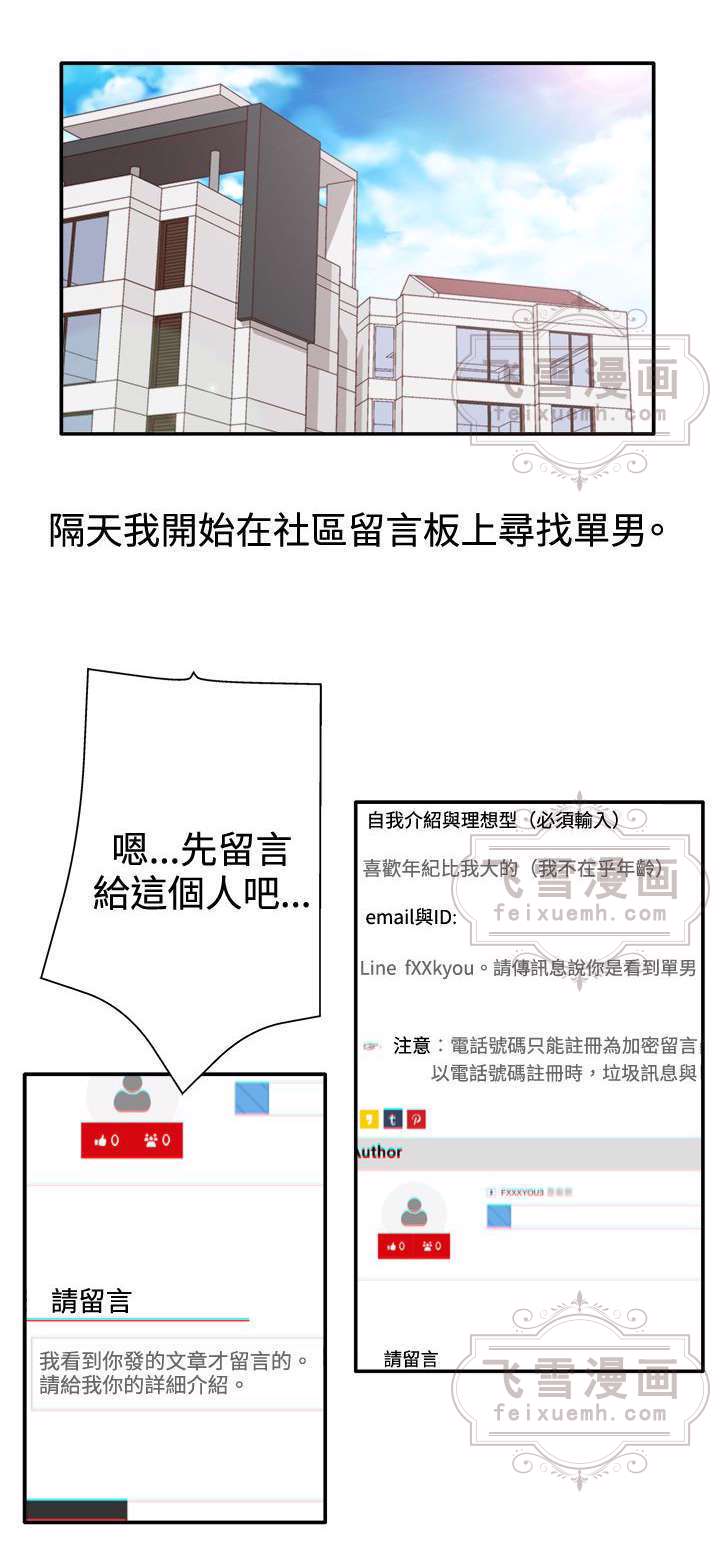 飞雪漫画
feixuemh.com
隔天我開始在社區留言板上尋找單男。
嗯...先留言
給這個人吧...
自我介紹與理想型（必須輸入）
喜歡年紀比我大的（我不在乎年齡）
飞雪漫画
feixuemh.com
email與ID:
Line fXXkyou。請傳訊息說你是看到單男
注意：電話號碼只能註冊為加密留言
以電話號碼註冊時，垃圾訊息與
Author
FXXXYOU3
0 0
請留言
0 0
請留言
我看到你發的文章才留言的。
請給我你的詳細介紹。
飞雪漫画
feixuemh.com